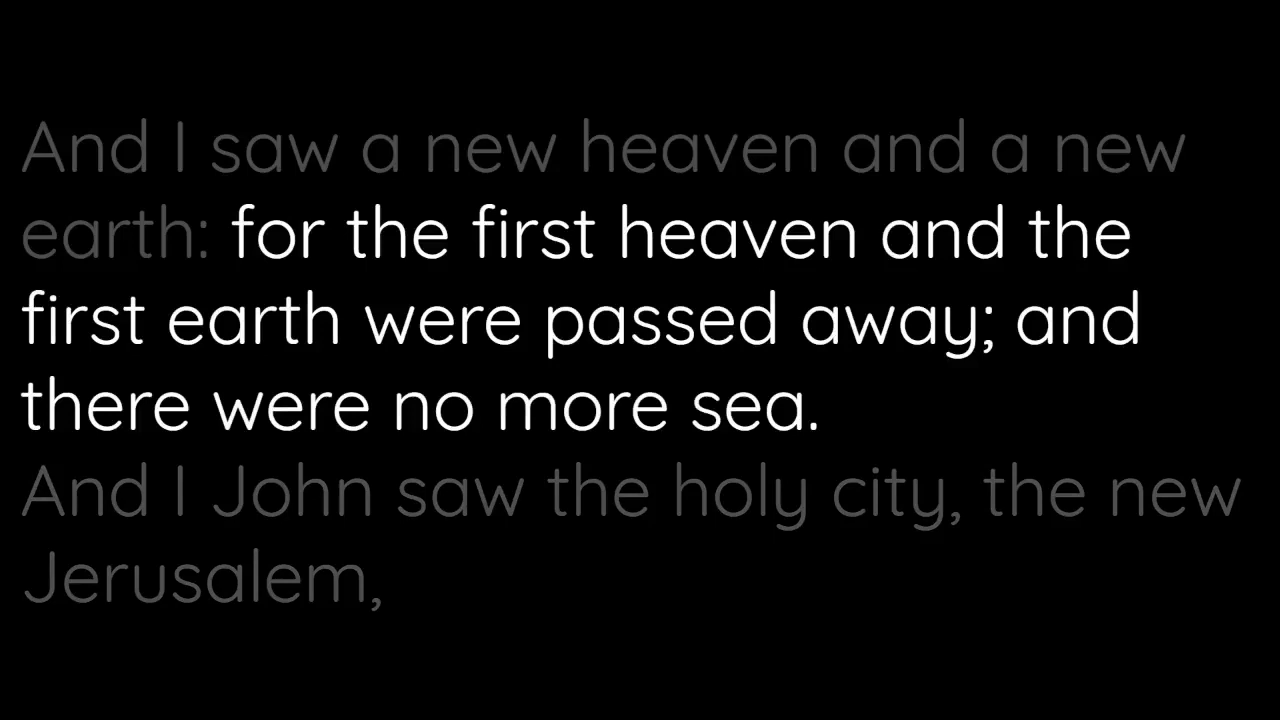 And I saw a new heaven and a new
earth: for the first heaven and the
first earth were passed away; and
there were no more sea.
And I John saw the holy city, the new
Jerusalem,